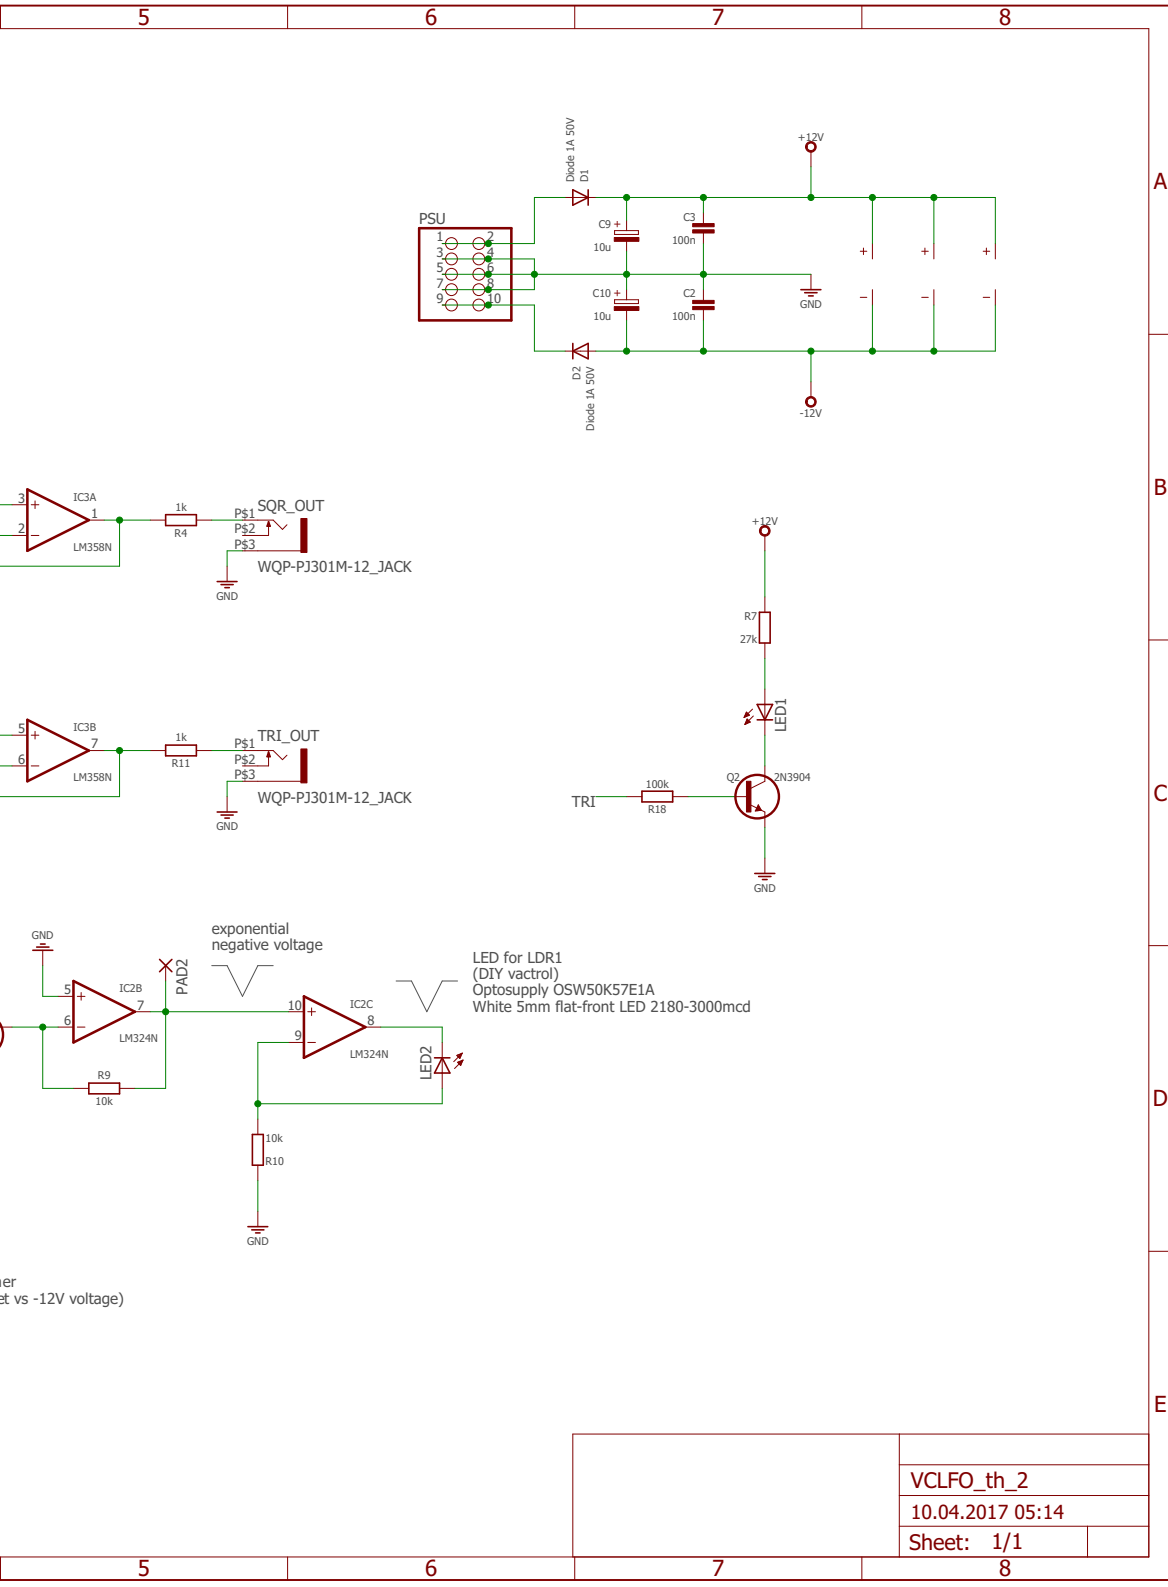 5
6
7
8
A
B
C
D
E
Diode 1A 50V
D1
+12V
PSU
1
2
3
4
5
6
7
8
9
10
C9
+
10u
C3
100n
C10
+
10u
C2
100n
GND
+
+
+
−
−
−
D2
Diode 1A 50V
-12V
3
+
2
−
IC3A
1
LM358N
1k
R4
SQR_OUT
P$1
P$2
P$3
WQP-PJ301M-12_JACK
GND
+12V
R7
27k
LED1
5
+
6
−
IC3B
7
LM358N
1k
R11
TRI_OUT
P$1
P$2
P$3
WQP-PJ301M-12_JACK
GND
TRI
100k
R18
Q2
2N3904
GND
GND
5
+
6
−
IC2B
7
LM324N
PAD2
R9
10k
exponential
negative voltage
10
+
9
−
IC2C
8
LM324N
LED2
LED for LDR1
(DIY vactrol)
Optosupply OSW50K57E1A
White 5mm flat-front LED 2180-3000mcd
10k
R10
GND
er
et vs -12V voltage)
VCLFO_th_2
10.04.2017 05:14
Sheet: 1/1
5
6
7
8